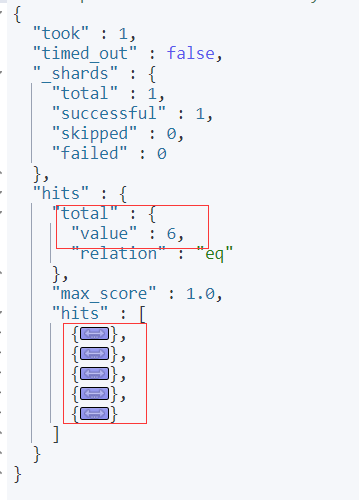 {
"took" : 1,
"timed_out" : false,
"_shards" : {
"total" : 1,
"successful" : 1,
"skipped" : 0,
"failed" : 0
},
"hits" : {
"total" : {
"value" : 6,
"relation" : "eq"
},
"max_score" : 1.0,
"hits" : [
{↔},
{↔},
{↔},
{↔},
{↔}
]
}
}